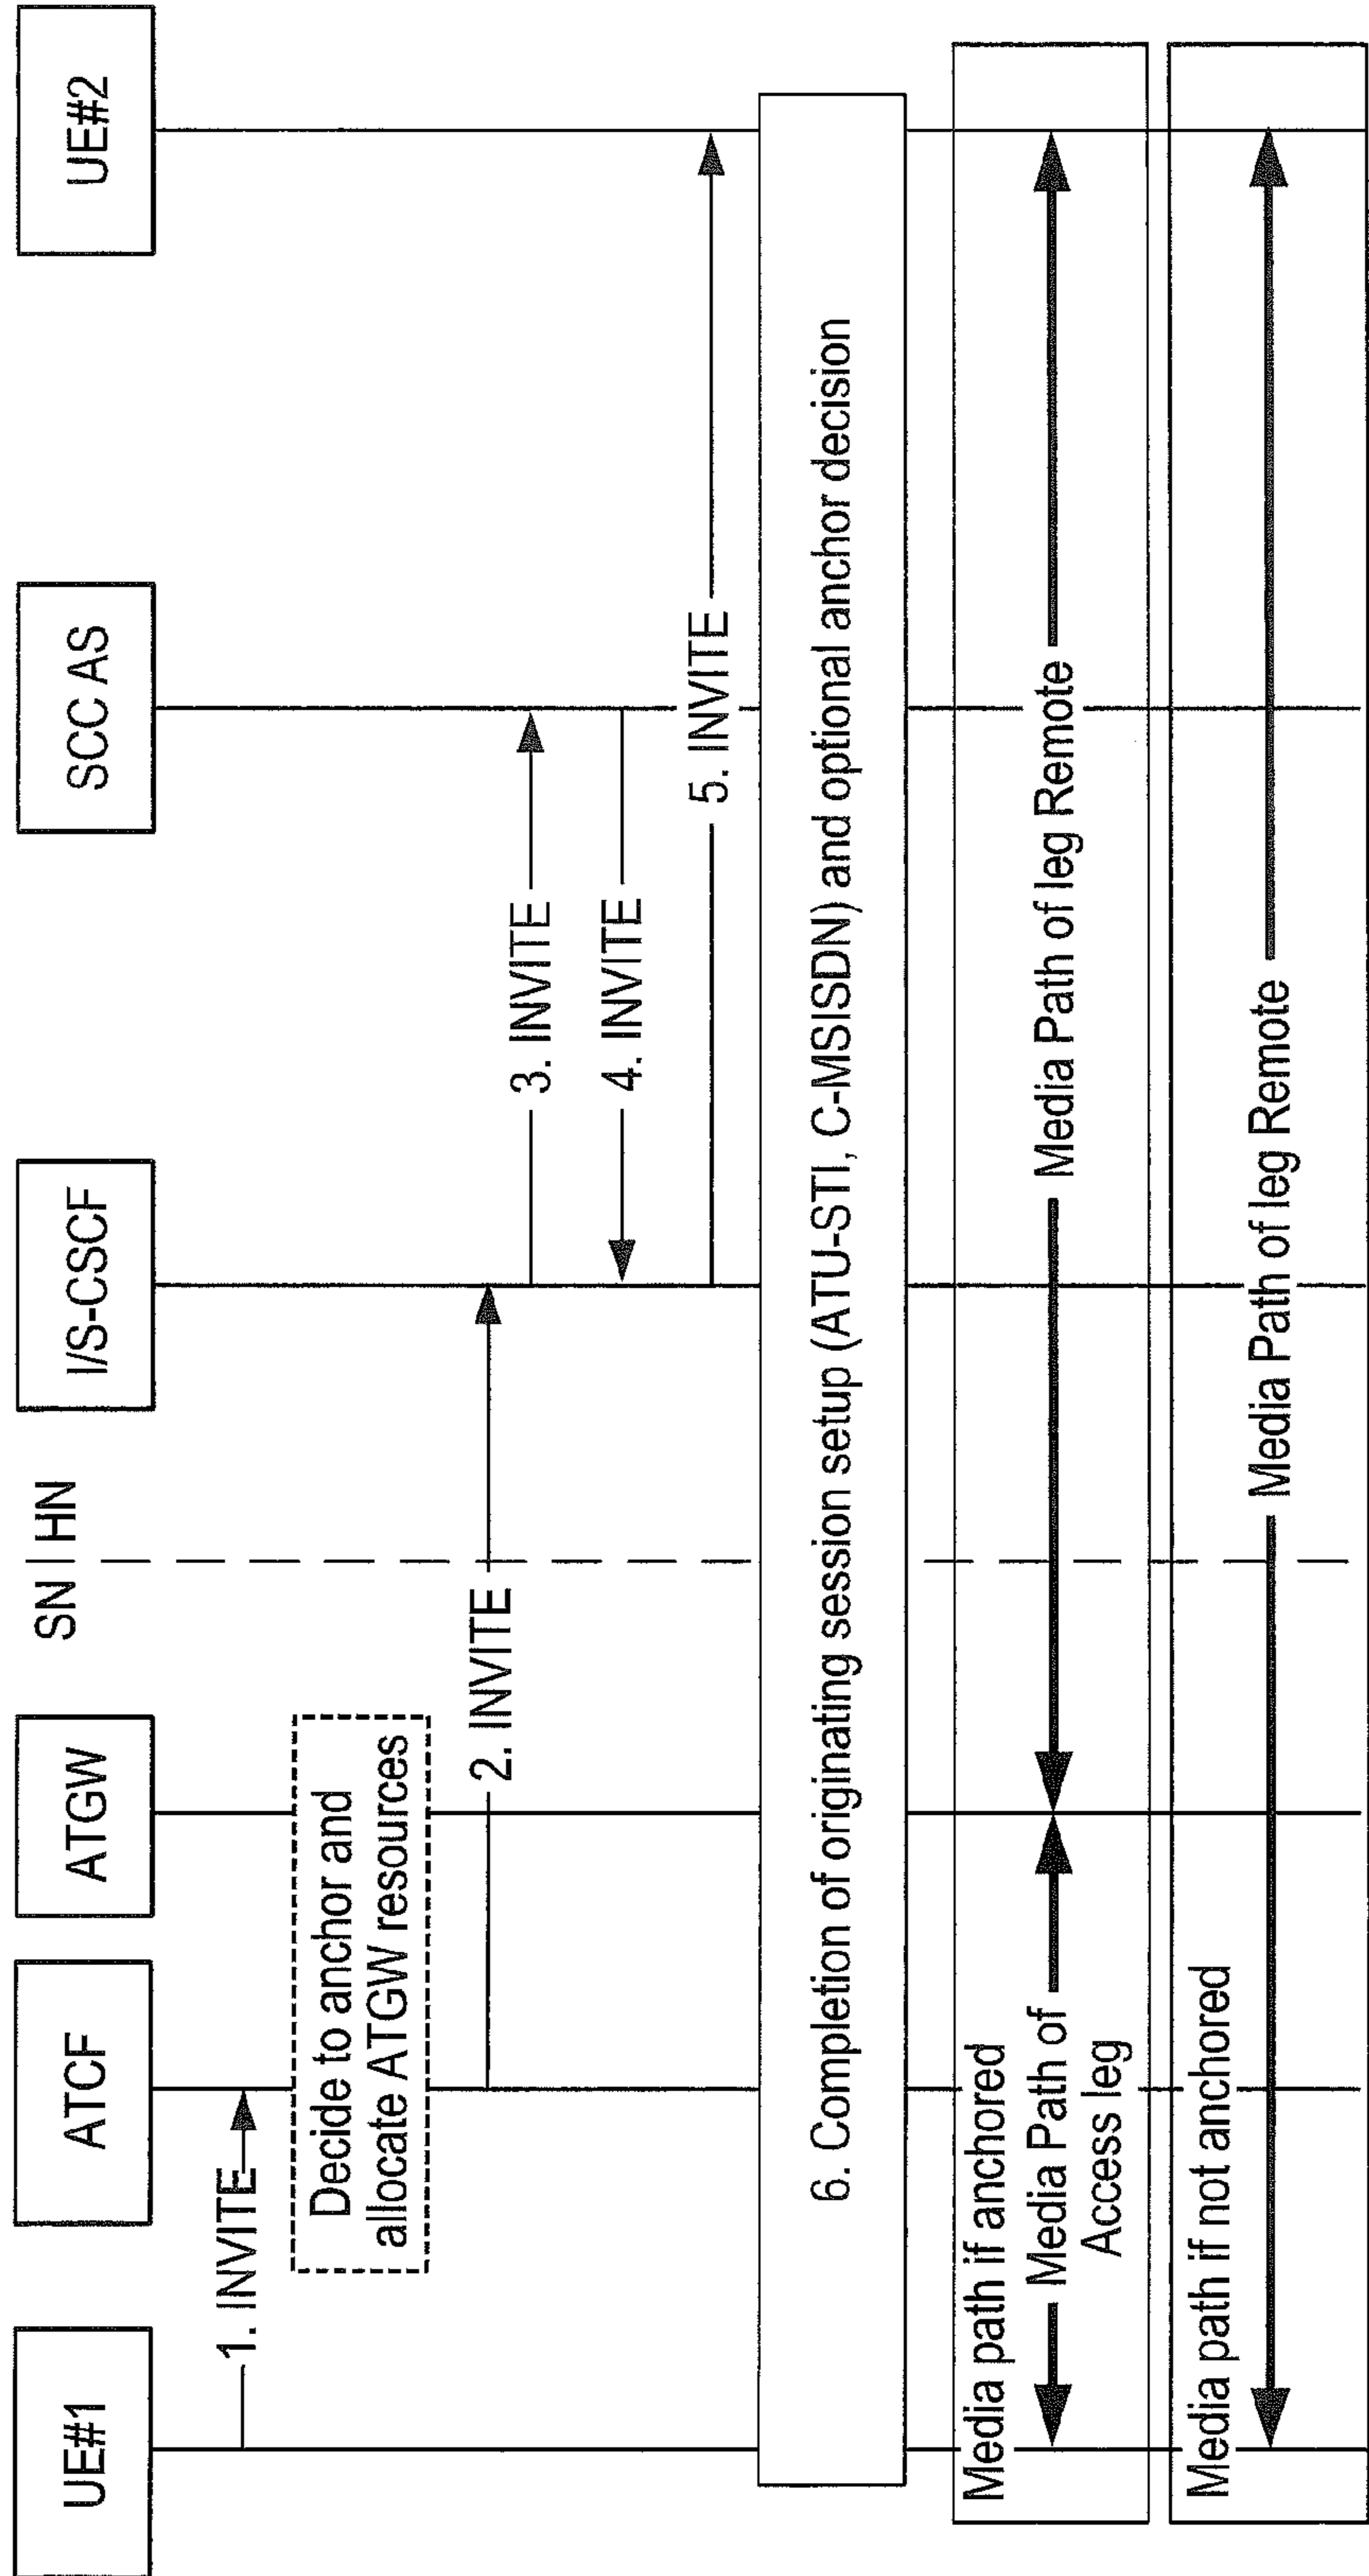 UE#1
ATCF
ATGW
SN
HN
I/S-CSCF
SCC AS
UE#2
1. INVITE
Decide to anchor and
allocate ATGW resources
2. INVITE
3. INVITE
4. INVITE
5. INVITE
6. Completion of originating session setup (ATU-STI, C-MSISDN) and optional anchor decision
Media path if anchored
Media Path of
Access leg
Media Path of leg Remote
Media path if not anchored
Media Path of leg Remote